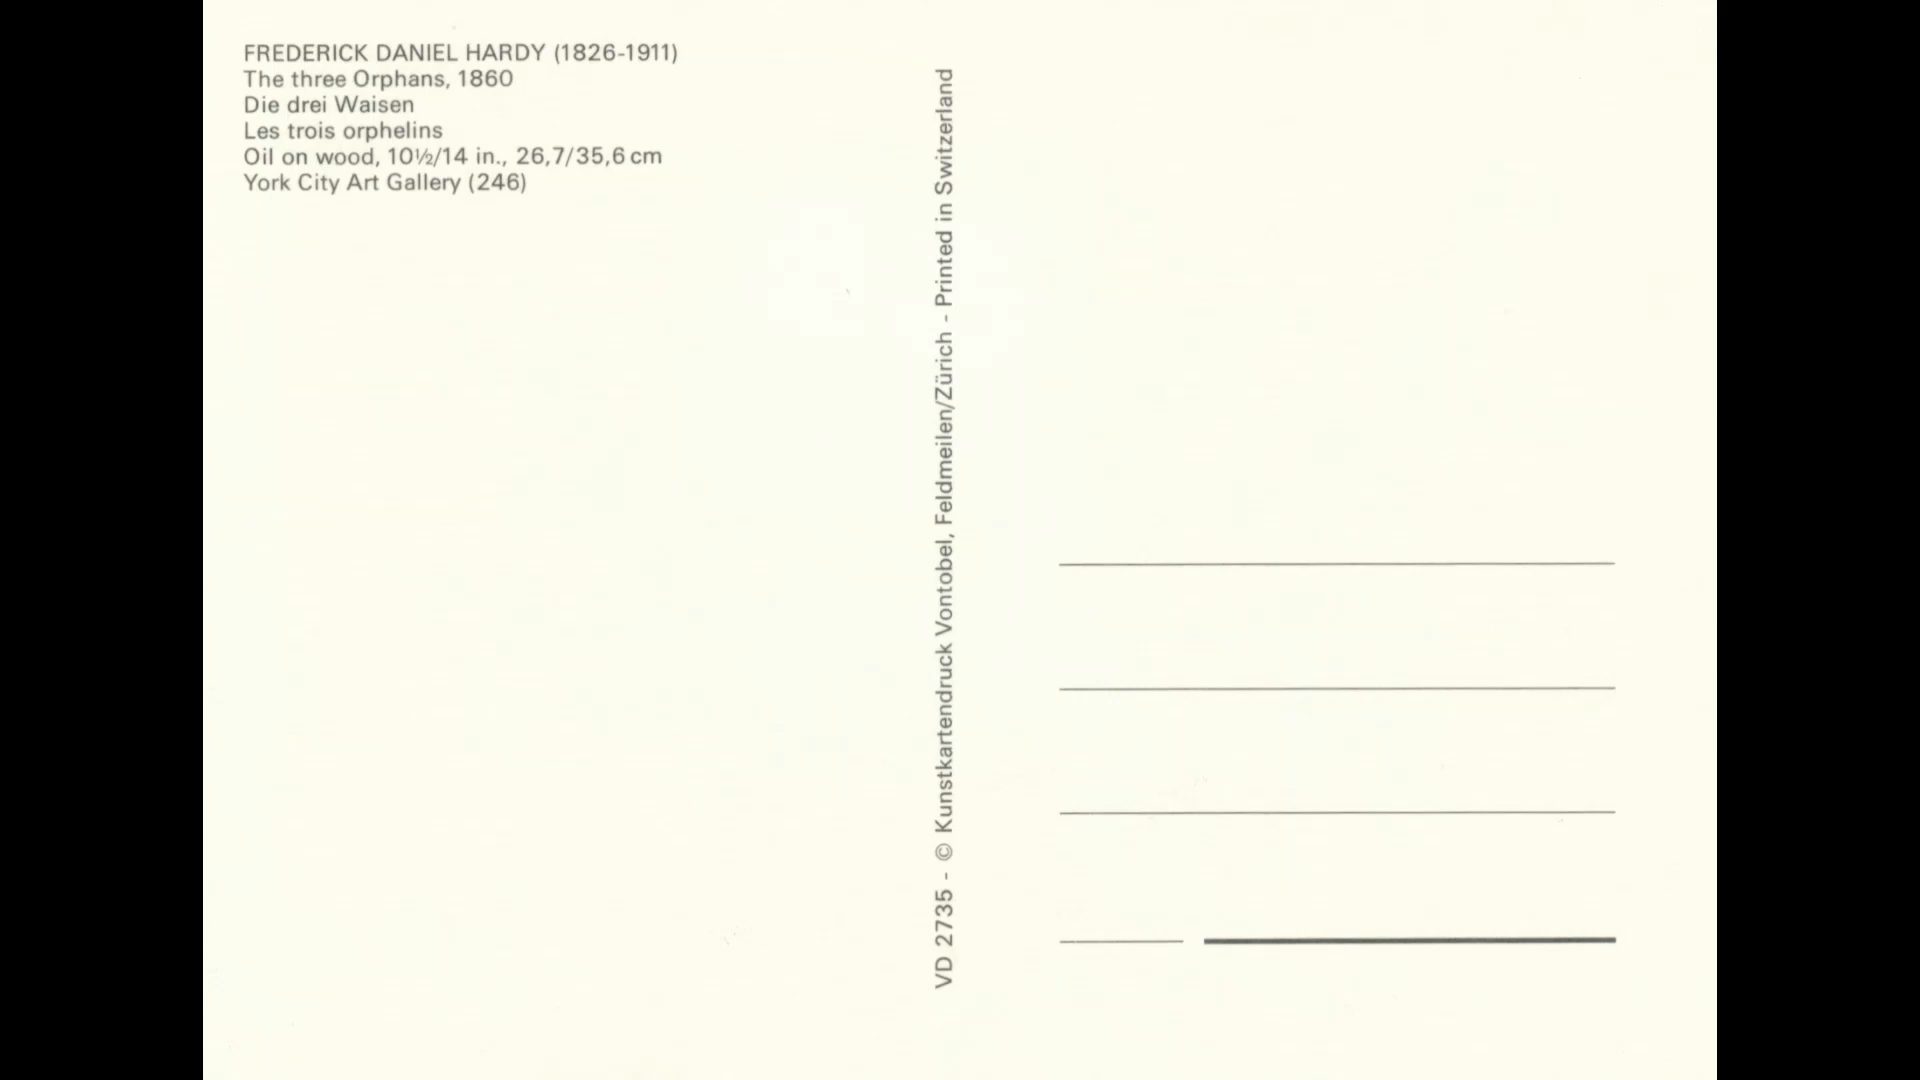 FREDERICK DANIEL HARDY (1826-1911)
The three Orphans, 1860
Die drei Waisen
Les trois orphelins
Oil on wood, 10½/14 in., 26,7/35,6 cm
York City Art Gallery (246)
VD 2735 - © Kunstkartendruck Vontobel, Feldmeilen/Zürich - Printed in Switzerland